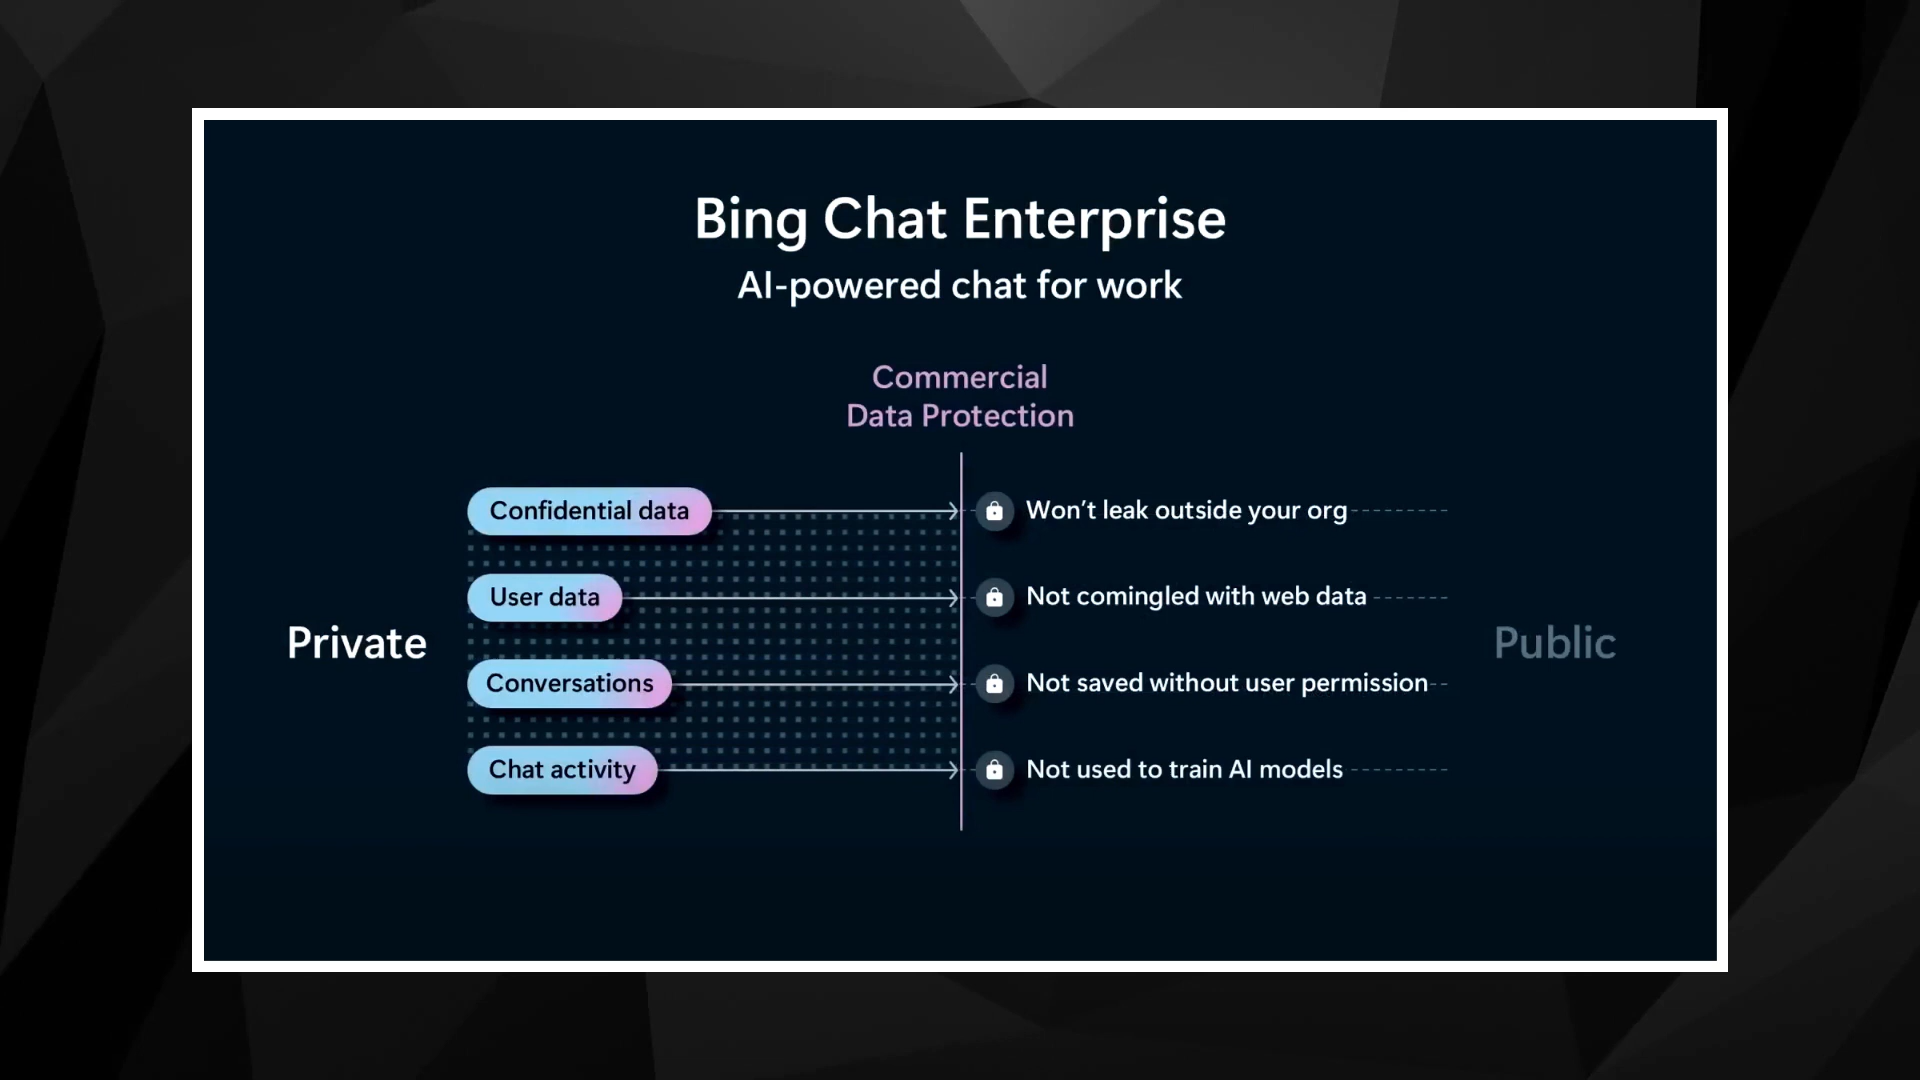 Bing Chat Enterprise
AI-powered chat for work
Commercial
Data Protection
Private
Confidential data
Won't leak outside your org
User data
Not comingled with web data
Conversations
Not saved without user permission
Chat activity
Not used to train AI models
Public